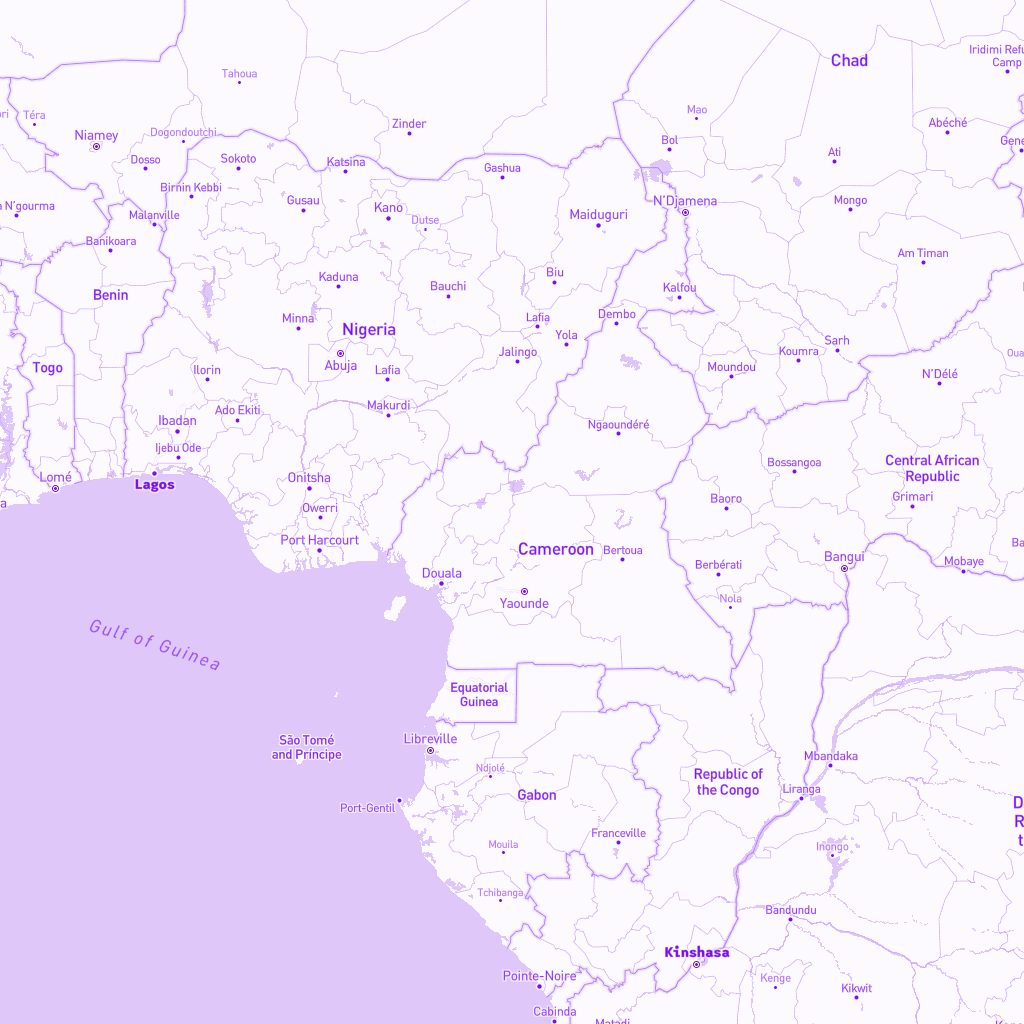 Chad
Iridimi Refu
Camp
Tahoua
Mao
Téra
ori
Zinder
Abéché
Niamey
Dogondoutchi
Bol
Gene
Ati
Dosso
Sokoto
Katsina
Gashua
Birnin Kebbi
Gusau
Kano
Dutse
Maiduguri
N'Djamena
Mongo
a N'gourma
Malanville
Banikoara
Am Timan
Kaduna
Biu
Bauchi
Kalfou
Benin
Minna
Nigeria
Lafia
Dembo
Yola
Abuja
Jalingo
Sarh
Koumra
Togo
Ilorin
Lafia
Moundou
N'Délé
Oua
Ado Ekiti
Makurdi
Ibadan
Ngaoundéré
Ijebu Ode
Central African
Republic
Bossangoa
Lomé
Lagos
Onitsha
Baoro
Grimari
a
Owerri
Port Harcourt
Cameroon
Bertoua
Bangui
Ba
Mobaye
Douala
Berbérati
Yaounde
Nola
Gulf of Guinea
Equatorial
Guinea
São Tomé
and Príncipe
Libreville
Mbandaka
Ndjolé
Republic of
the Congo
Liranga
Gabon
Port-Gentil
D
R
t
Franceville
Mouila
Inongo
Tchibanga
Bandundu
Kinshasa
Pointe-Noire
Kenge
Kikwit
Cabinda
Matadi
Kana